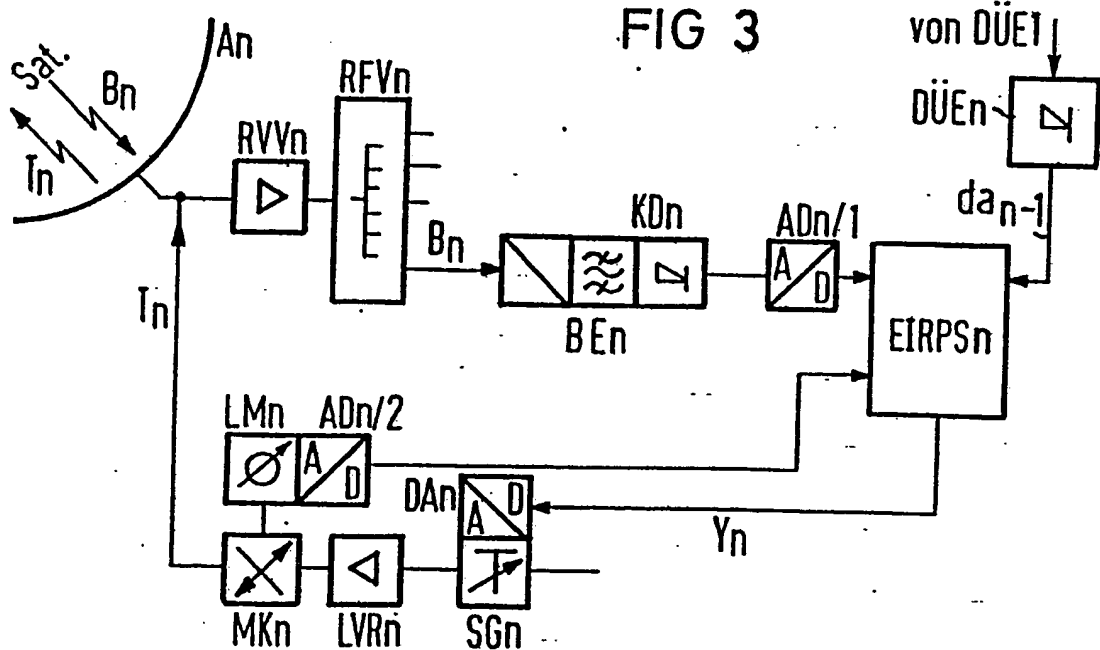 FIG 3
von DÜE1
An
Sat.
Bn
Tn
RFVn
DÜEn
RVVn
dan-1
KDn
ADn/1
Bn
A
D
Tn
BEn
EIRPSn
LMn
ADn/2
A
D
DAn
D
A
Yn
MKn
LVRn
SGn